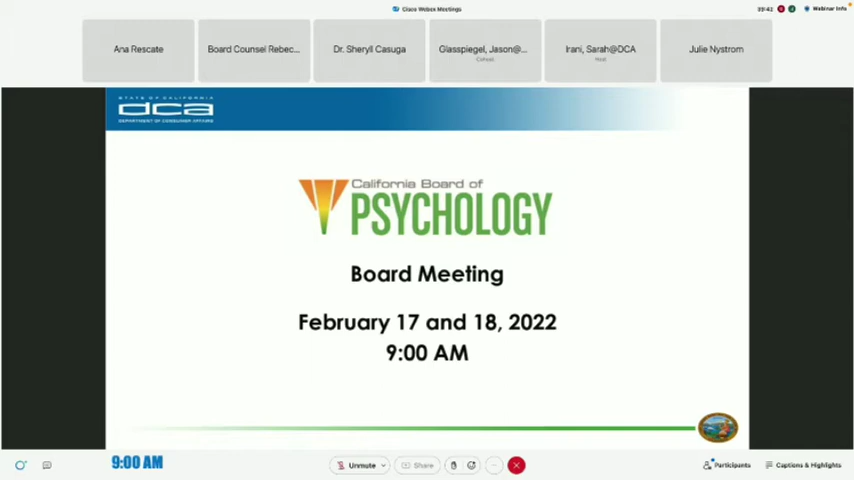 Cisco Webex Meetings
Webinar Info
Ana Rescate
Board Counsel Rebec...
Dr. Sheryll Casuga
Glasspiegel, Jason@...
Cohost
Irani, Sarah@DCA
Host
Julie Nystrom
STATE OF CALIFORNIA
dca
DEPARTMENT OF CONSUMER AFFAIRS
California Board of
PSYCHOLOGY
Board Meeting
February 17 and 18, 2022
9:00 AM
9:00 AM
Unmute
Share
Participants
Captions & Highlights